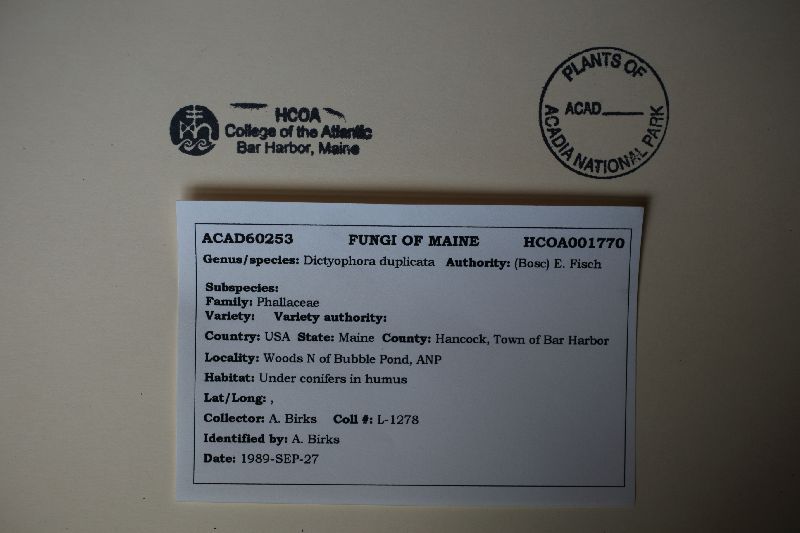 HCOA
College of the Atlantic
Bar Harbor, Maine
PLANTS OF
ACAD
ACADIA NATIONAL PARK
ACAD60253 FUNGI OF MAINE HCOA001770
Genus/species: Dictyophora duplicata Authority: (Bosc) E. Fisch
Subspecies:
Family: Phallaceae
Variety: Variety authority:
Country: USA State: Maine County: Hancock, Town of Bar Harbor
Locality: Woods N of Bubble Pond, ANP
Habitat: Under conifers in humus
Lat/Long: ,
Collector: A. Birks Coll #: L-1278
Identified by: A. Birks
Date: 1989-SEP-27